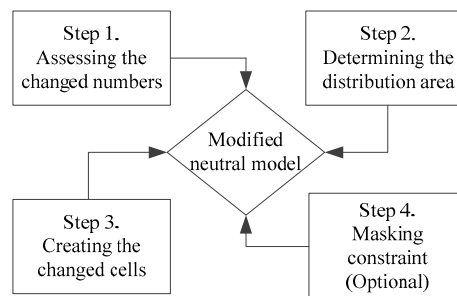 Step 1.
Assessing the
changed numbers
Step 2.
Determining the
distribution area
Modified
neutral model
Step 3.
Creating the
changed cells
Step 4.
Masking
constraint
(Optional)